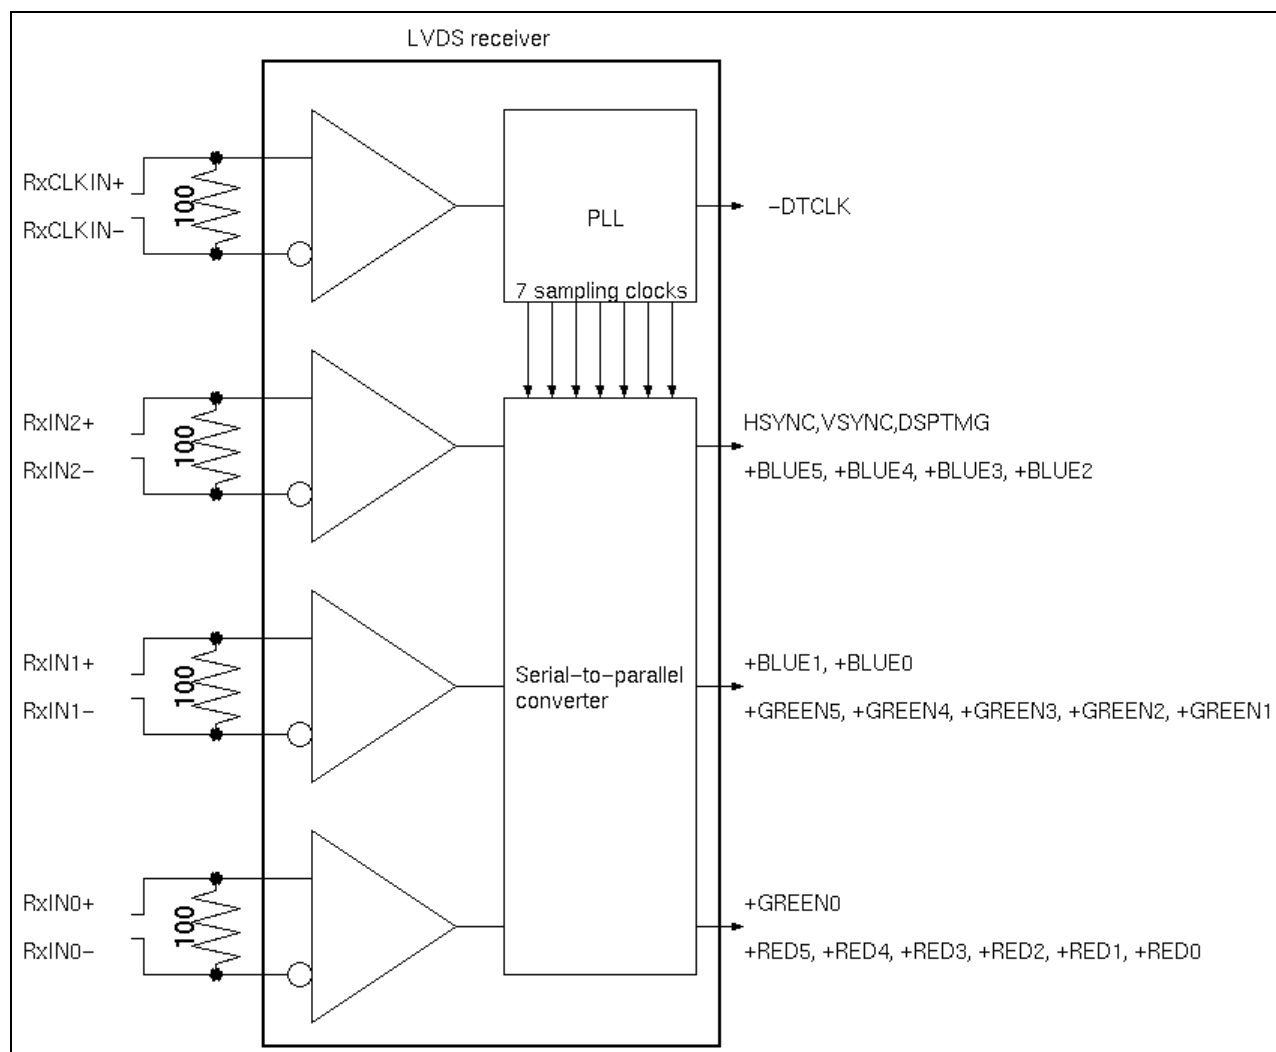 LVDS receiver
RxCLKIN+
100
RxCLKIN−
PLL
−DTCLK
7 sampling clocks
RxIN2+
100
RxIN2−
HSYNC,VSYNC,DSPTMG
+BLUE5, +BLUE4, +BLUE3, +BLUE2
RxIN1+
100
RxIN1−
Serial−to−parallel
converter
+BLUE1, +BLUE0
+GREEN5, +GREEN4, +GREEN3, +GREEN2, +GREEN1
RxIN0+
100
RxIN0−
+GREEN0
+RED5, +RED4, +RED3, +RED2, +RED1, +RED0